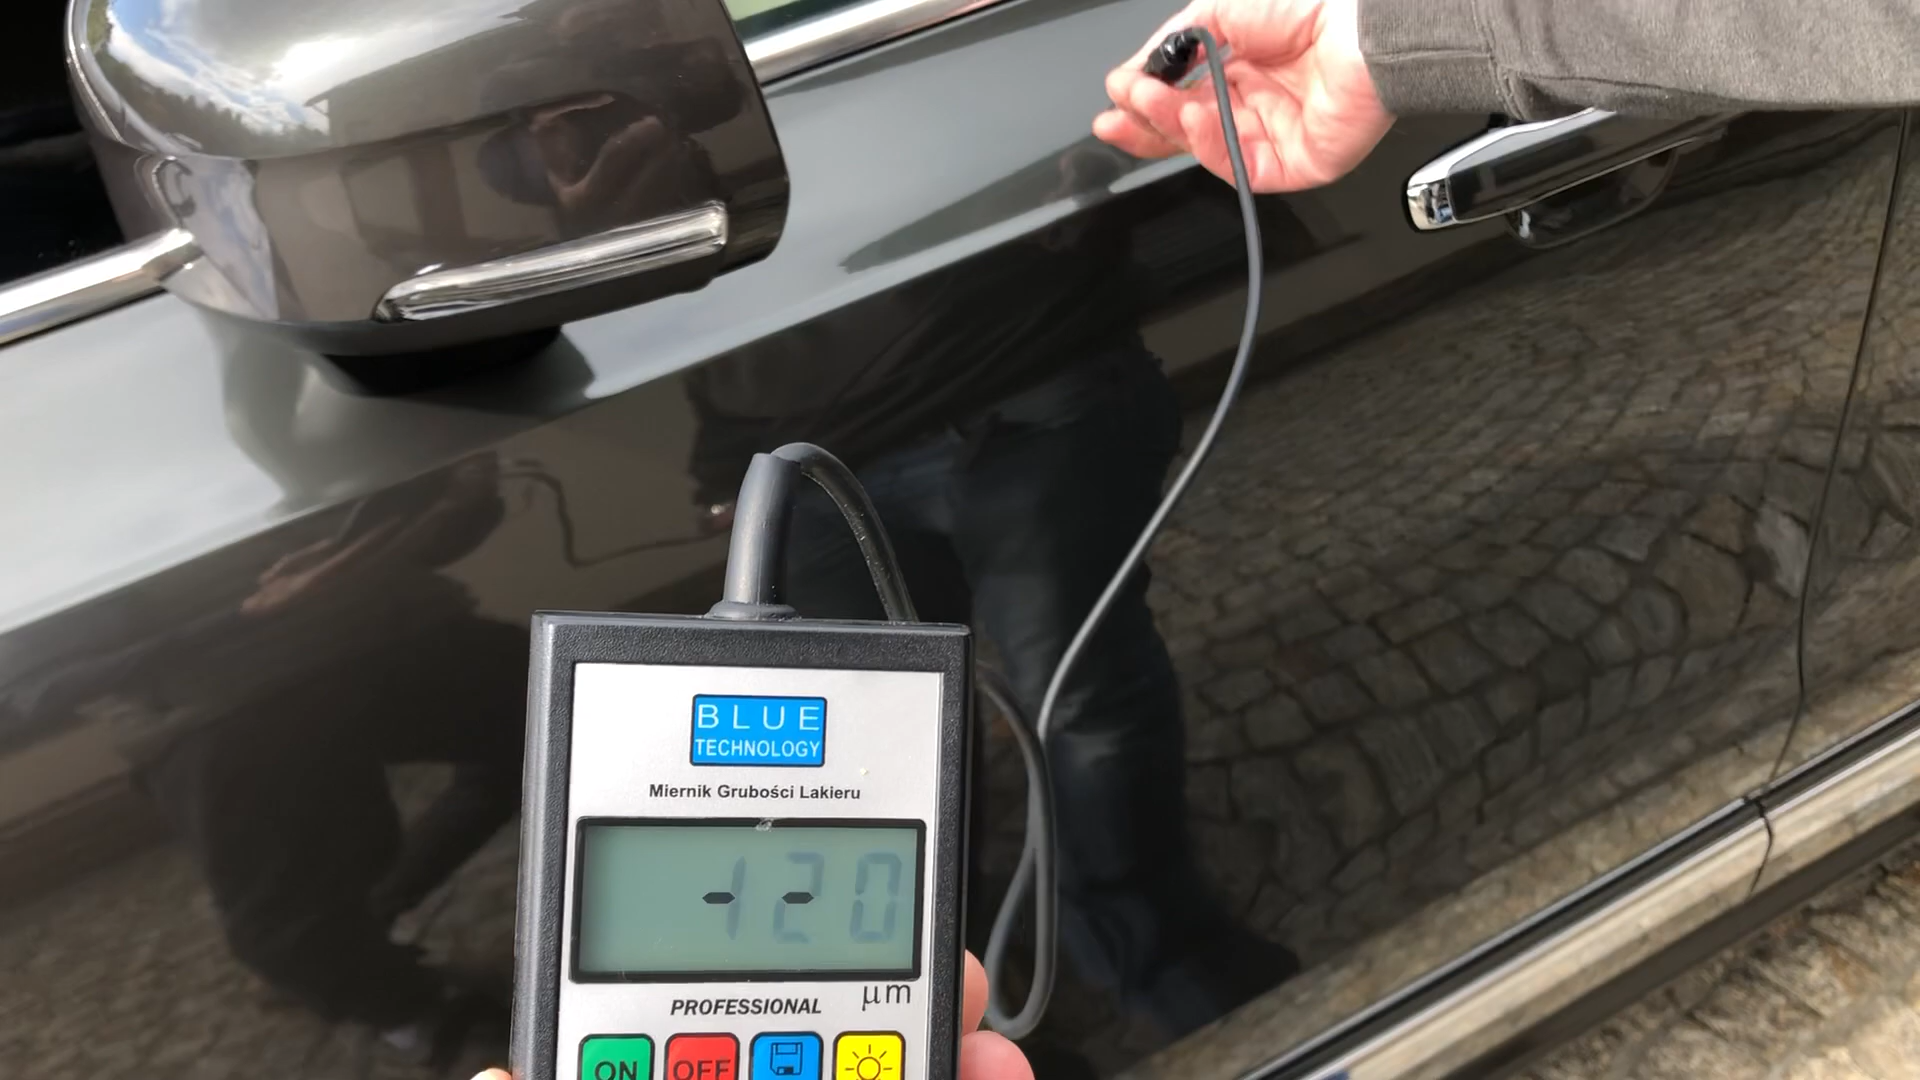 BLUE
TECHNOLOGY
Miernik Grubości Lakieru
- -
120
PROFESSIONAL
μm
ON
OFF